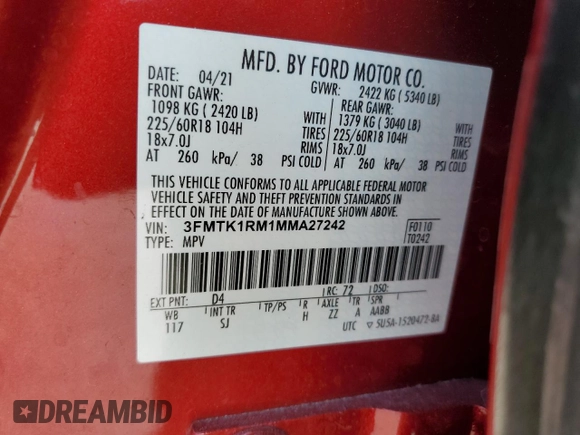 MFD. BY FORD MOTOR CO.
DATE: 04/21 GVWR: 2422 KG ( 5340 LB)
FRONT GAWR: REAR GAWR:
1098 KG ( 2420 LB) 1379 KG ( 3040 LB)
225/60R18 104H TIRES 225/60R18 104H TIRES
18x7.0J RIMS 18x7.0J RIMS
AT 260 kPa/ 38 PSI COLD AT 260 kPa/ 38 PSI COLD
THIS VEHICLE CONFORMS TO ALL APPLICABLE FEDERAL MOTOR
VEHICLE SAFETY AND THEFT PREVENTION STANDARDS IN
EFFECT ON THE DATE OF MANUFACTURE SHOWN ABOVE.
VIN: 3FMTK1RM1MMA27242 F0110
TYPE: MPV T0242
EXT PNT: D4 RC: 72 DSO:
WB INT TR TP/PS R AXLE TR SPR
117 SJ H ZZ A AABB
UTC ▽ 5U5A-1520472-BA
DREAMBID